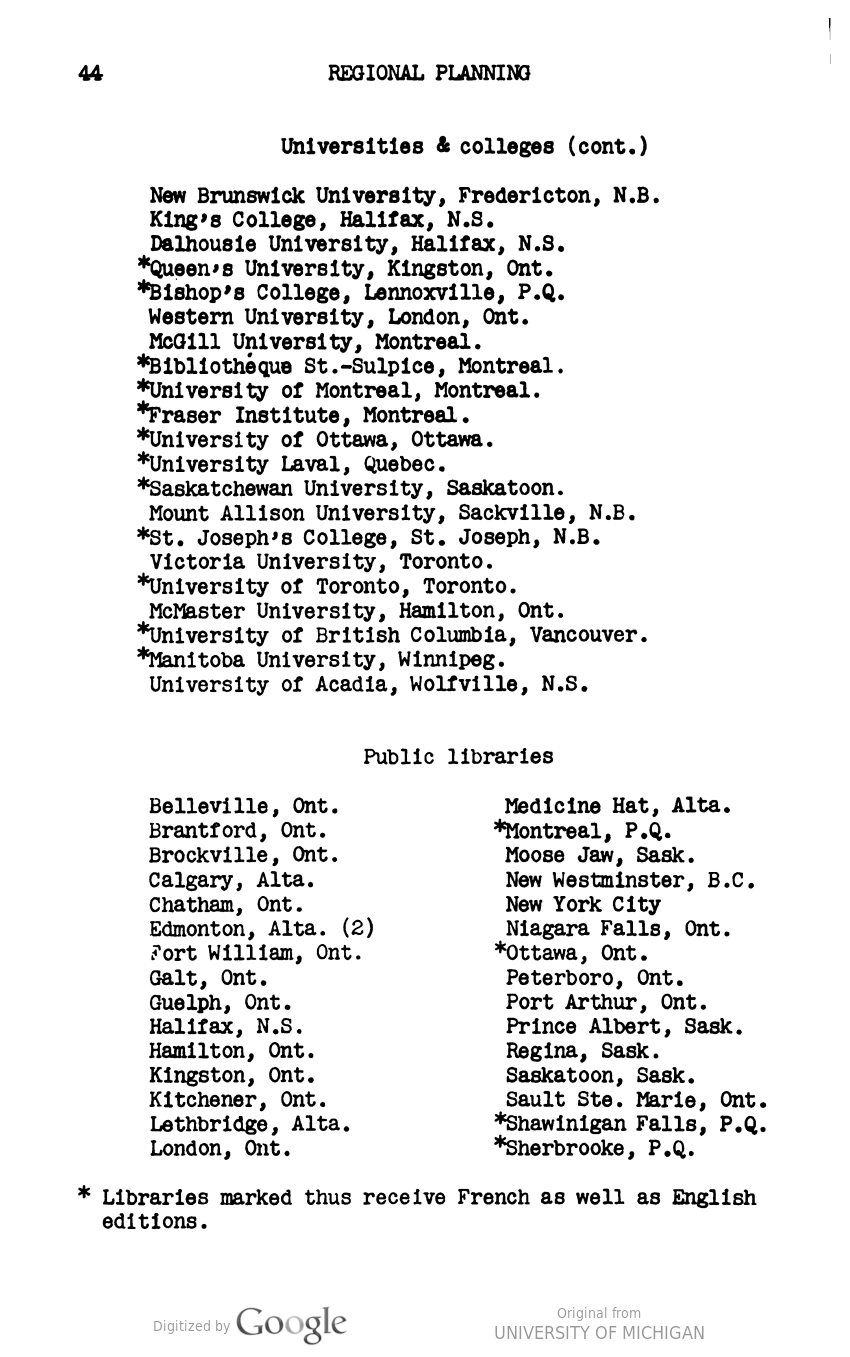 44 REGIONAL PLANNING
Universities & colleges (cont.)
New Brunswick University, Fredericton, N.B.
King's College, Halifax, N.S.
Dalhousie University, Halifax, N.S.
*Queen's University, Kingston, Ont.
*Bishop's College, Lennoxville, P.Q.
Western University, London, Ont.
McGill University, Montreal.
*Bibliothéque St.-Sulpice, Montreal.
*University of Montreal, Montreal.
*Fraser Institute, Montreal.
*University of Ottawa, Ottawa.
*University Laval, Quebec.
*Saskatchewan University, Saskatoon.
Mount Allison University, Sackville, N.B.
*St. Joseph's College, St. Joseph, N.B.
Victoria University, Toronto.
*University of Toronto, Toronto.
McMaster University, Hamilton, Ont.
*University of British Columbia, Vancouver.
*Manitoba University, Winnipeg.
University of Acadia, Wolfville, N.S.
Public libraries
Belleville, Ont.
Brantford, Ont.
Brockville, Ont.
Calgary, Alta.
Chatham, Ont.
Edmonton, Alta. (2)
Fort William, Ont.
Galt, Ont.
Guelph, Ont.
Halifax, N.S.
Hamilton, Ont.
Kingston, Ont.
Kitchener, Ont.
Lethbridge, Alta.
London, Ont.
Medicine Hat, Alta.
*Montreal, P.Q.
Moose Jaw, Sask.
New Westminster, B.C.
New York City
Niagara Falls, Ont.
*Ottawa, Ont.
Peterboro, Ont.
Port Arthur, Ont.
Prince Albert, Sask.
Regina, Sask.
Saskatoon, Sask.
Sault Ste. Marie, Ont.
*Shawinigan Falls, P.Q.
*Sherbrooke, P.Q.
* Libraries marked thus receive French as well as English
editions.
Digitized by Google
Original from
UNIVERSITY OF MICHIGAN